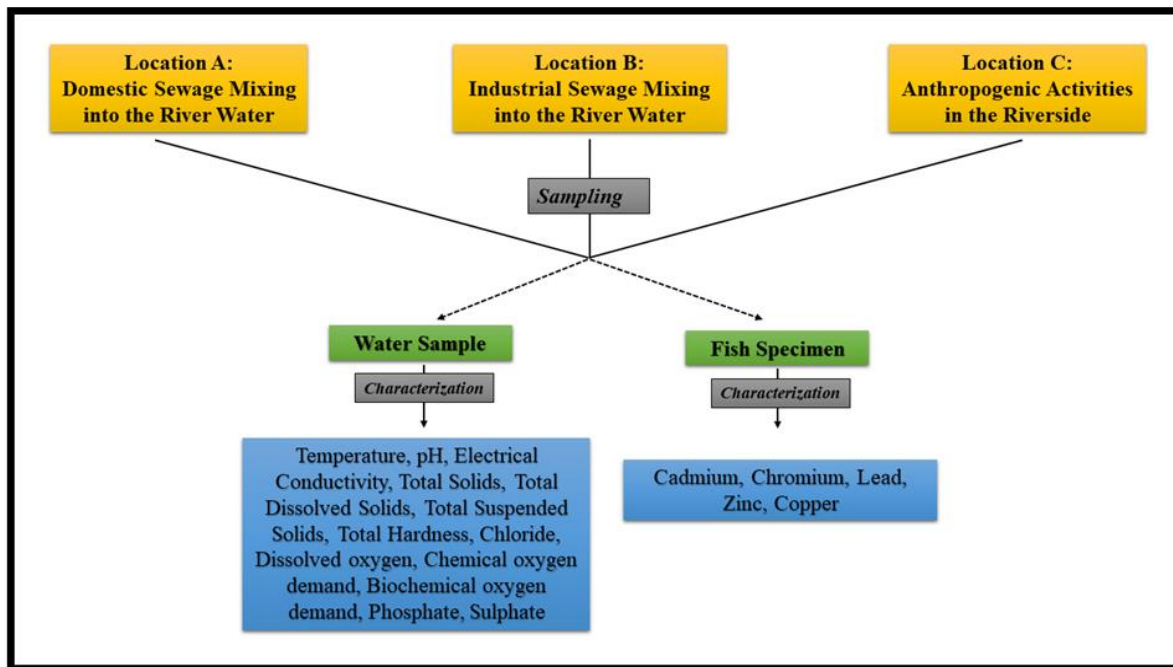 Location A:
Domestic Sewage Mixing
into the River Water
Location B:
Industrial Sewage Mixing
into the River Water
Location C:
Anthropogenic Activities
in the Riverside
Sampling
Water Sample
Fish Specimen
Characterization
Characterization
Temperature, pH, Electrical
Conductivity, Total Solids, Total
Dissolved Solids, Total Suspended
Solids, Total Hardness, Chloride,
Dissolved oxygen, Chemical oxygen
demand, Biochemical oxygen
demand, Phosphate, Sulphate
Cadmium, Chromium, Lead,
Zinc, Copper